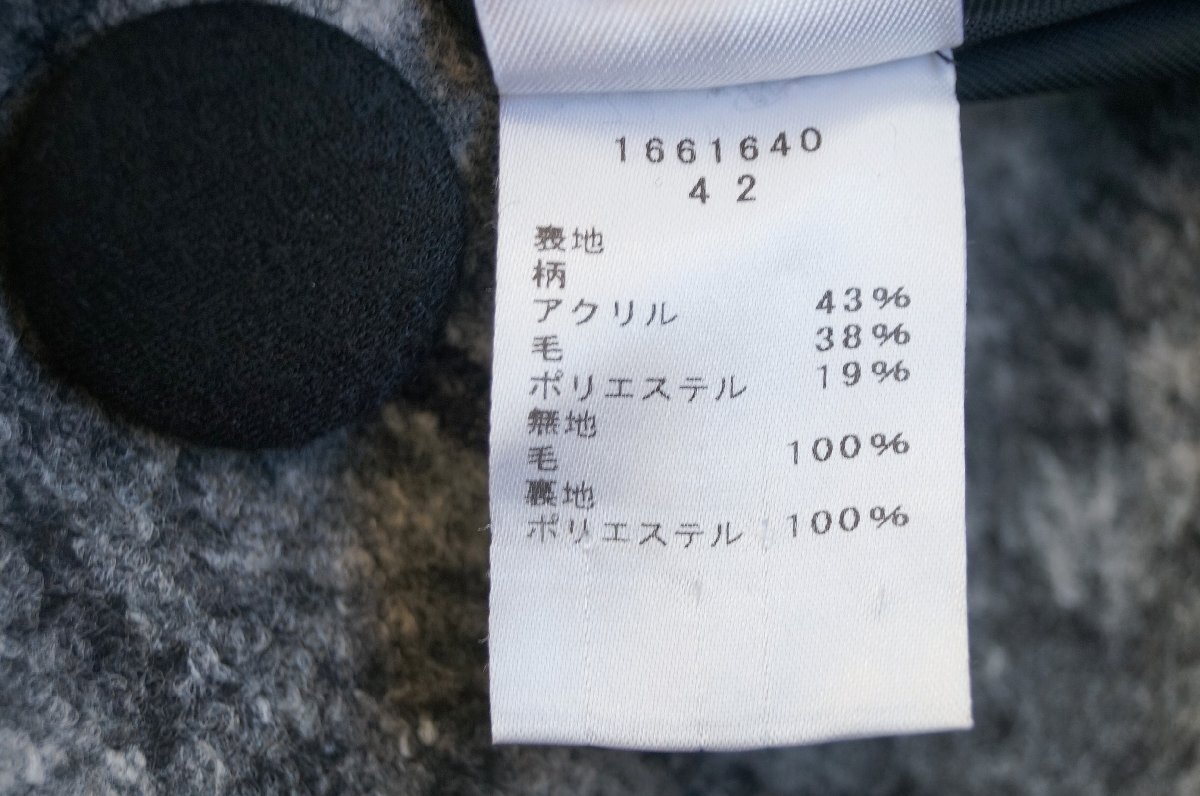 1661640
42
表地
柄
アクリル 43%
毛 38%
ポリエステル 19%
無地
毛 100%
裏地
ポリエステル 100%